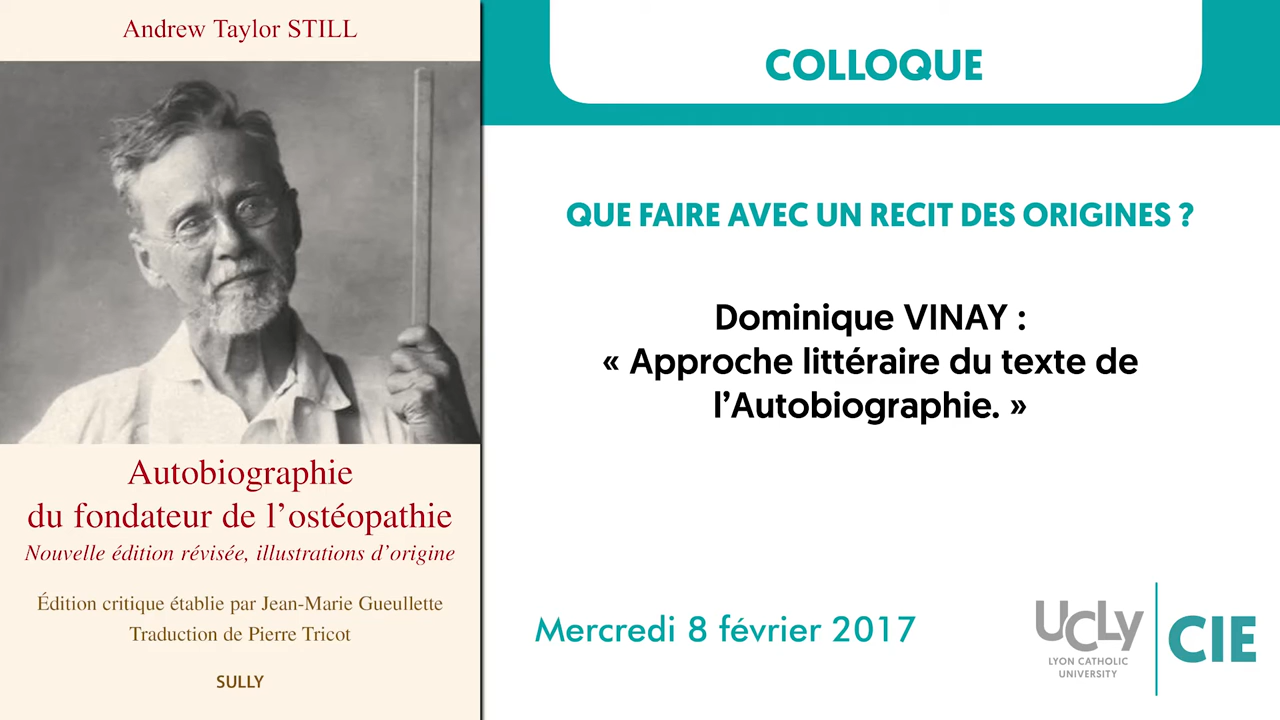 Andrew Taylor STILL
Autobiographie
du fondateur de l’ostéopathie
Nouvelle édition révisée, illustrations d’origine
Édition critique établie par Jean-Marie Gueullette
Traduction de Pierre Tricot
SULLY
COLLOQUE
QUE FAIRE AVEC UN RECIT DES ORIGINES ?
Dominique VINAY :
« Approche littéraire du texte de
l’Autobiographie. »
Mercredi 8 février 2017
UCLy
LYON CATHOLIC
UNIVERSITY
CIE